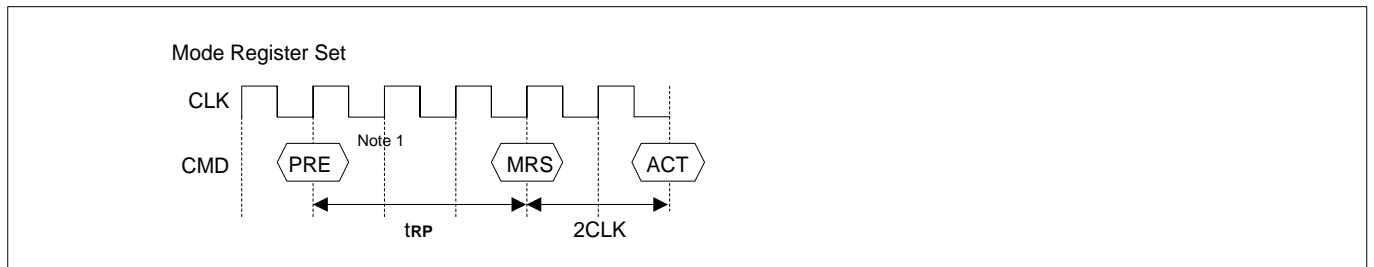 Mode Register Set
CLK
Note 1
CMD PRE MRS ACT
tRP 2CLK